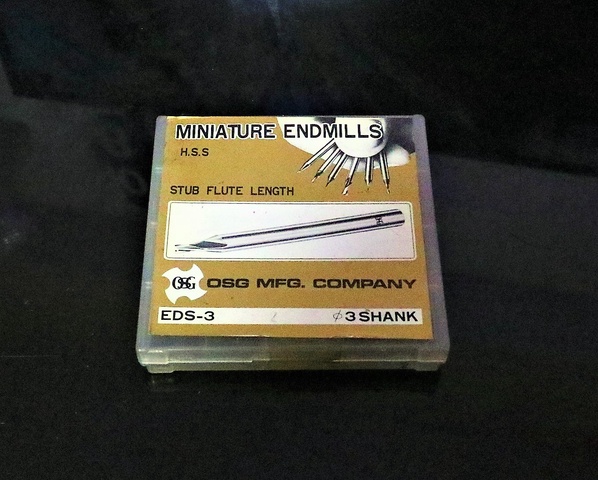 MINIATURE ENDMILLS
H.S.S
STUB FLUTE LENGTH
OSG OSG MFG. COMPANY
EDS-3 ϕ3 SHANK